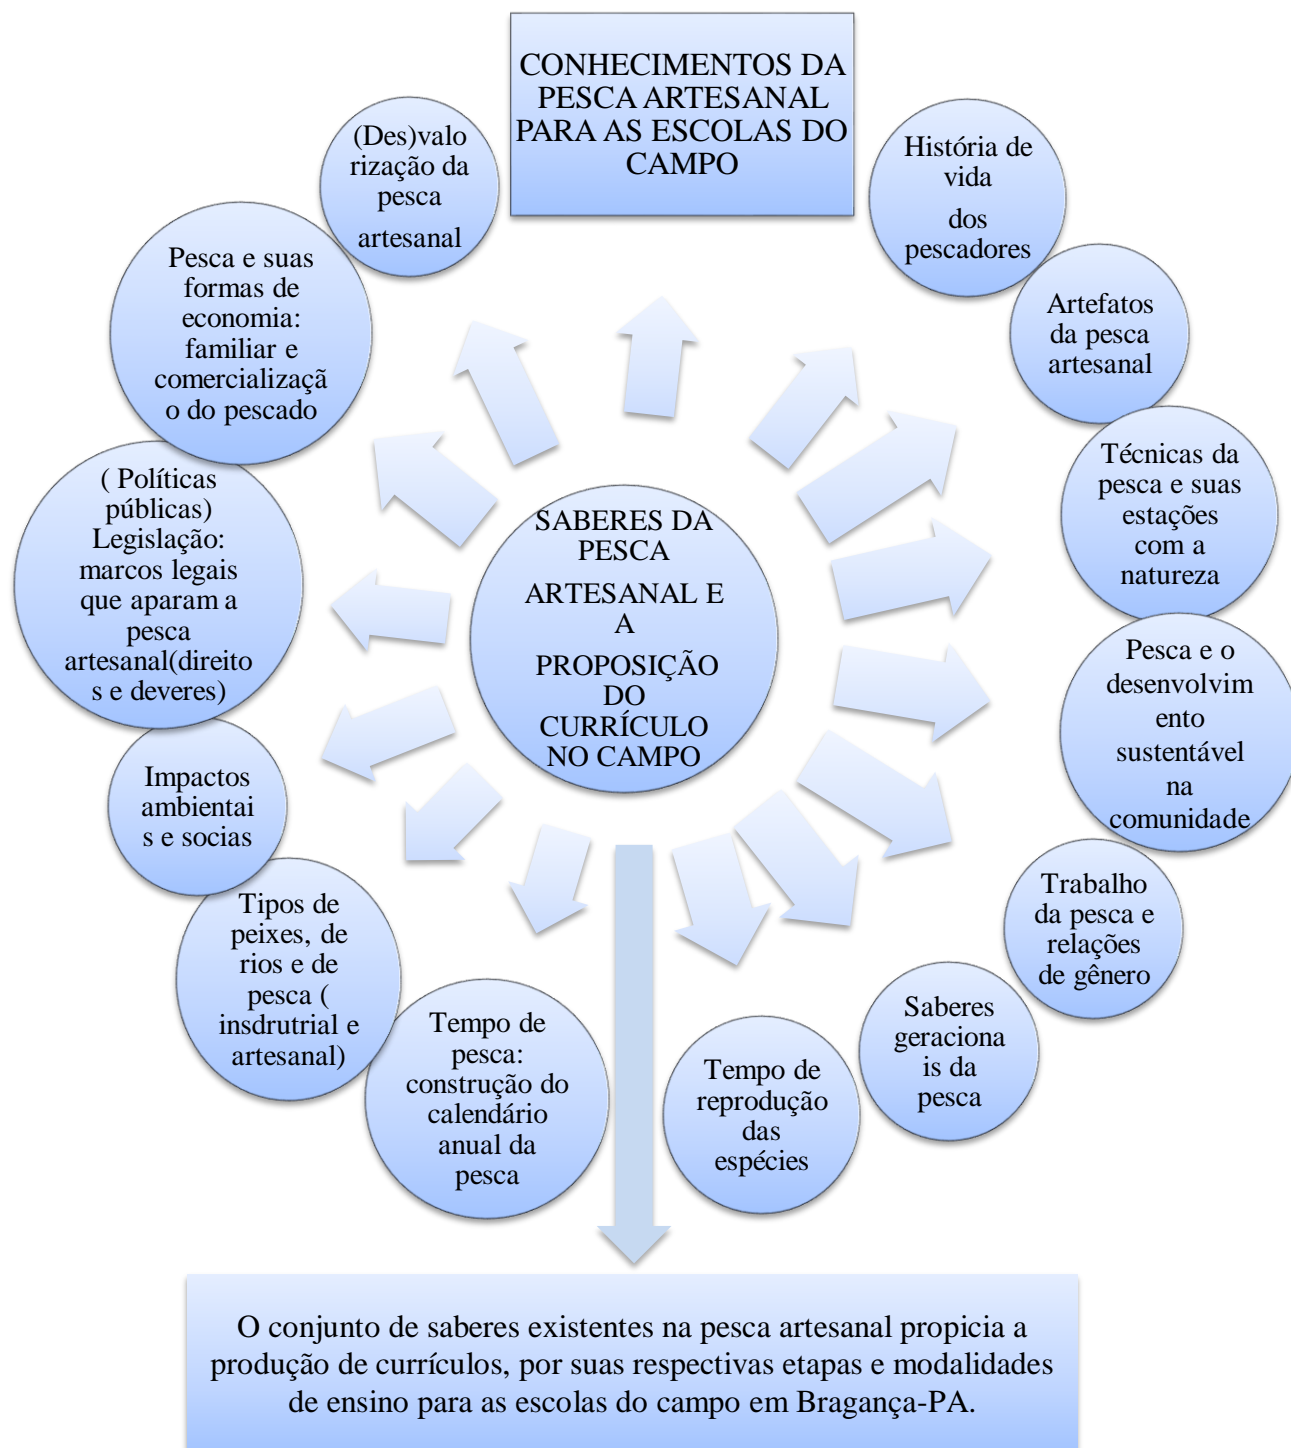 CONHECIMENTOS DA
PESCA ARTESANAL
PARA AS ESCOLAS DO
CAMPO
História de
vida
dos
pescadores
Artefatos
da pesca
artesanal
Técnicas da
pesca e suas
estações
com a
natureza
Pesca e o
desenvolvim
ento
sustentável
na
comunidade
Trabalho
da pesca e
relações
de gênero
Saberes
geraciona
is da
pesca
Tempo de
reprodução
das
espécies
Tempo de
pesca:
construção do
calendário
anual da
pesca
Tipos de
peixes, de
rios e de
pesca (
insdrutrial e
artesanal)
Impactos
ambientai
s e socias
( Políticas
públicas)
Legislação:
marcos legais
que aparam a
pesca
artesanal(direito
s e deveres)
Pesca e suas
formas de
economia:
familiar e
comercializaçã
o do pescado
(Des)valo
rização da
pesca
artesanal
SABERES DA
PESCA
ARTESANAL E
A
PROPOSIÇÃO
DO
CURRÍCULO
NO CAMPO
O conjunto de saberes existentes na pesca artesanal propicia a
produção de currículos, por suas respectivas etapas e modalidades
de ensino para as escolas do campo em Bragança-PA.